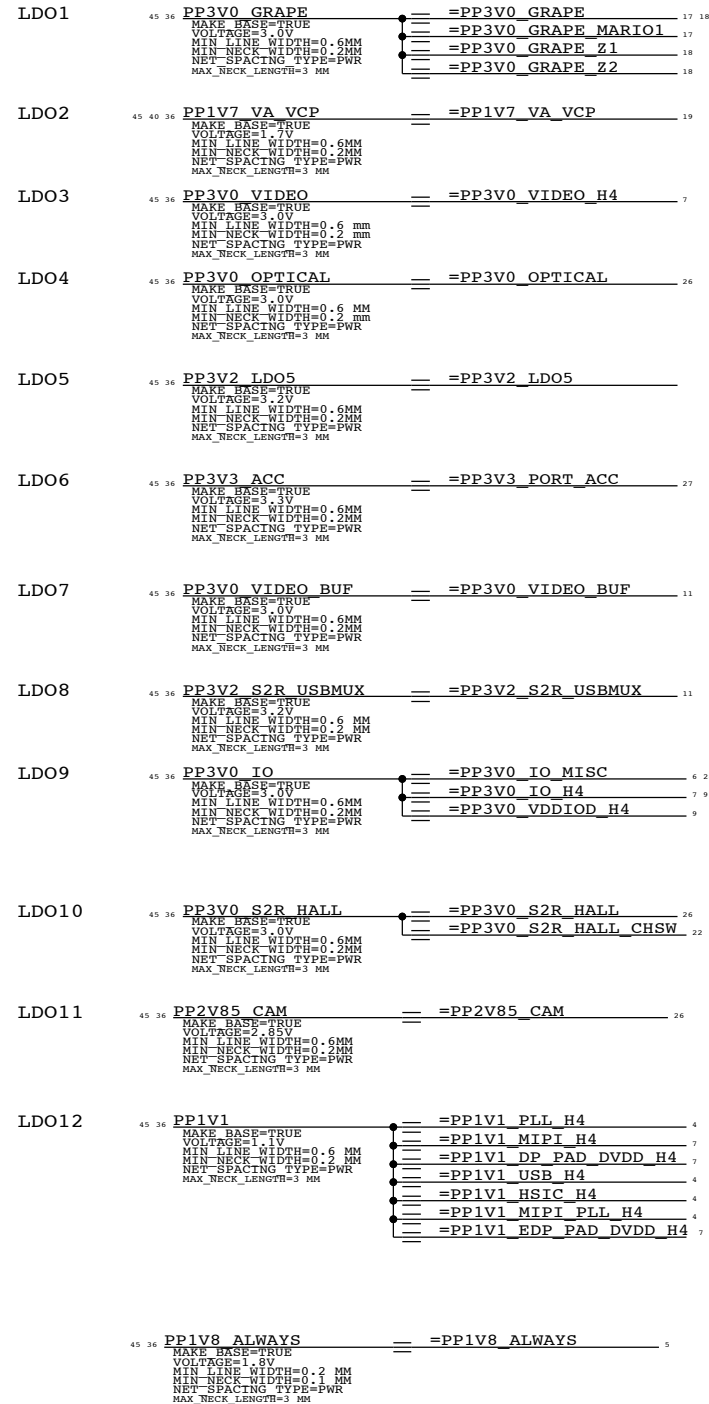 LDO1 45 36 PP3V0_GRAPE =PP3V0_GRAPE 17 18
MAKE_BASE=TRUE
VOLTAGE=3.0V
MIN_LINE_WIDTH=0.6MM
MIN_NECK_WIDTH=0.2MM
NET_SPACING_TYPE=PWR
MAX_NECK_LENGTH=3 MM
=PP3V0_GRAPE_MARIO1 17
=PP3V0_GRAPE_Z1 18
=PP3V0_GRAPE_Z2 18
LDO2 45 40 36 PP1V7_VA_VCP =PP1V7_VA_VCP 19
MAKE_BASE=TRUE
VOLTAGE=1.7V
MIN_LINE_WIDTH=0.6MM
MIN_NECK_WIDTH=0.2MM
NET_SPACING_TYPE=PWR
MAX_NECK_LENGTH=3 MM
LDO3 45 36 PP3V0_VIDEO =PP3V0_VIDEO_H4 7
MAKE_BASE=TRUE
VOLTAGE=3.0V
MIN_LINE_WIDTH=0.6 mm
MIN_NECK_WIDTH=0.2 mm
NET_SPACING_TYPE=PWR
MAX_NECK_LENGTH=3 MM
LDO4 45 36 PP3V0_OPTICAL =PP3V0_OPTICAL 26
MAKE_BASE=TRUE
VOLTAGE=3.0V
MIN_LINE_WIDTH=0.6 MM
MIN_NECK_WIDTH=0.2 mm
NET_SPACING_TYPE=PWR
MAX_NECK_LENGTH=3 MM
LDO5 45 36 PP3V2_LDO5 =PP3V2_LDO5
MAKE_BASE=TRUE
VOLTAGE=3.2V
MIN_LINE_WIDTH=0.6MM
MIN_NECK_WIDTH=0.2MM
NET_SPACING_TYPE=PWR
MAX_NECK_LENGTH=3 MM
LDO6 45 36 PP3V3_ACC =PP3V3_PORT_ACC 27
MAKE_BASE=TRUE
VOLTAGE=3.3V
MIN_LINE_WIDTH=0.6MM
MIN_NECK_WIDTH=0.2MM
NET_SPACING_TYPE=PWR
MAX_NECK_LENGTH=3 MM
LDO7 45 36 PP3V0_VIDEO_BUF =PP3V0_VIDEO_BUF 11
MAKE_BASE=TRUE
VOLTAGE=3.0V
MIN_LINE_WIDTH=0.6MM
MIN_NECK_WIDTH=0.2MM
NET_SPACING_TYPE=PWR
MAX_NECK_LENGTH=3 MM
LDO8 45 36 PP3V2_S2R_USBMUX =PP3V2_S2R_USBMUX 11
MAKE_BASE=TRUE
VOLTAGE=3.2V
MIN_LINE_WIDTH=0.6 MM
MIN_NECK_WIDTH=0.2 MM
NET_SPACING_TYPE=PWR
MAX_NECK_LENGTH=3 MM
LDO9 45 36 PP3V0_IO =PP3V0_IO_MISC 6 2
MAKE_BASE=TRUE
VOLTAGE=3.0V
MIN_LINE_WIDTH=0.6MM
MIN_NECK_WIDTH=0.2MM
NET_SPACING_TYPE=PWR
MAX_NECK_LENGTH=3 MM
=PP3V0_IO_H4 7 9
=PP3V0_VDDIOD_H4 9
LDO10 45 36 PP3V0_S2R_HALL =PP3V0_S2R_HALL 26
MAKE_BASE=TRUE
VOLTAGE=3.0V
MIN_LINE_WIDTH=0.6MM
MIN_NECK_WIDTH=0.2MM
NET_SPACING_TYPE=PWR
MAX_NECK_LENGTH=3 MM
=PP3V0_S2R_HALL_CHSW 22
LDO11 45 36 PP2V85_CAM =PP2V85_CAM 26
MAKE_BASE=TRUE
VOLTAGE=2.85V
MIN_LINE_WIDTH=0.6MM
MIN_NECK_WIDTH=0.2MM
NET_SPACING_TYPE=PWR
MAX_NECK_LENGTH=3 MM
LDO12 45 36 PP1V1 =PP1V1_PLL_H4 4
MAKE_BASE=TRUE
VOLTAGE=1.1V
MIN_LINE_WIDTH=0.6 MM
MIN_NECK_WIDTH=0.2 MM
NET_SPACING_TYPE=PWR
MAX_NECK_LENGTH=3 MM
=PP1V1_MIPI_H4 7
=PP1V1_DP_PAD_DVDD_H4 7
=PP1V1_USB_H4 4
=PP1V1_HSIC_H4 4
=PP1V1_MIPI_PLL_H4 4
=PP1V1_EDP_PAD_DVDD_H4 7
45 36 PP1V8_ALWAYS =PP1V8_ALWAYS 5
MAKE_BASE=TRUE
VOLTAGE=1.8V
MIN_LINE_WIDTH=0.2 MM
MIN_NECK_WIDTH=0.1 MM
NET_SPACING_TYPE=PWR
MAX_NECK_LENGTH=3 MM